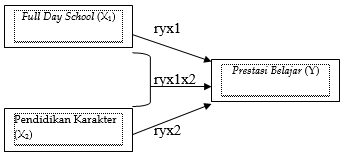 Full Day School (X₁)
ryx1
ryx1x2
Prestasi Belajar (Y)
Pendidikan Karakter
(X₂)
ryx2